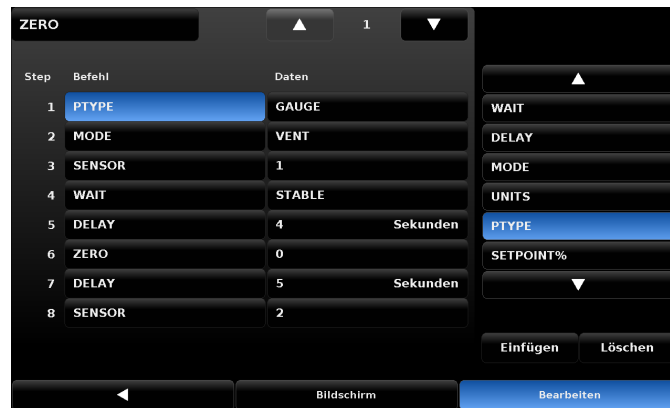 ZERO 1
Step Befehl Daten
1 PTYPE GAUGE
2 MODE VENT
3 SENSOR 1
4 WAIT STABLE
5 DELAY 4 Sekunden
6 ZERO 0
7 DELAY 5 Sekunden
8 SENSOR 2
WAIT
DELAY
MODE
UNITS
PTYPE
SETPOINT%
Einfügen Löschen
Bildschirm Bearbeiten